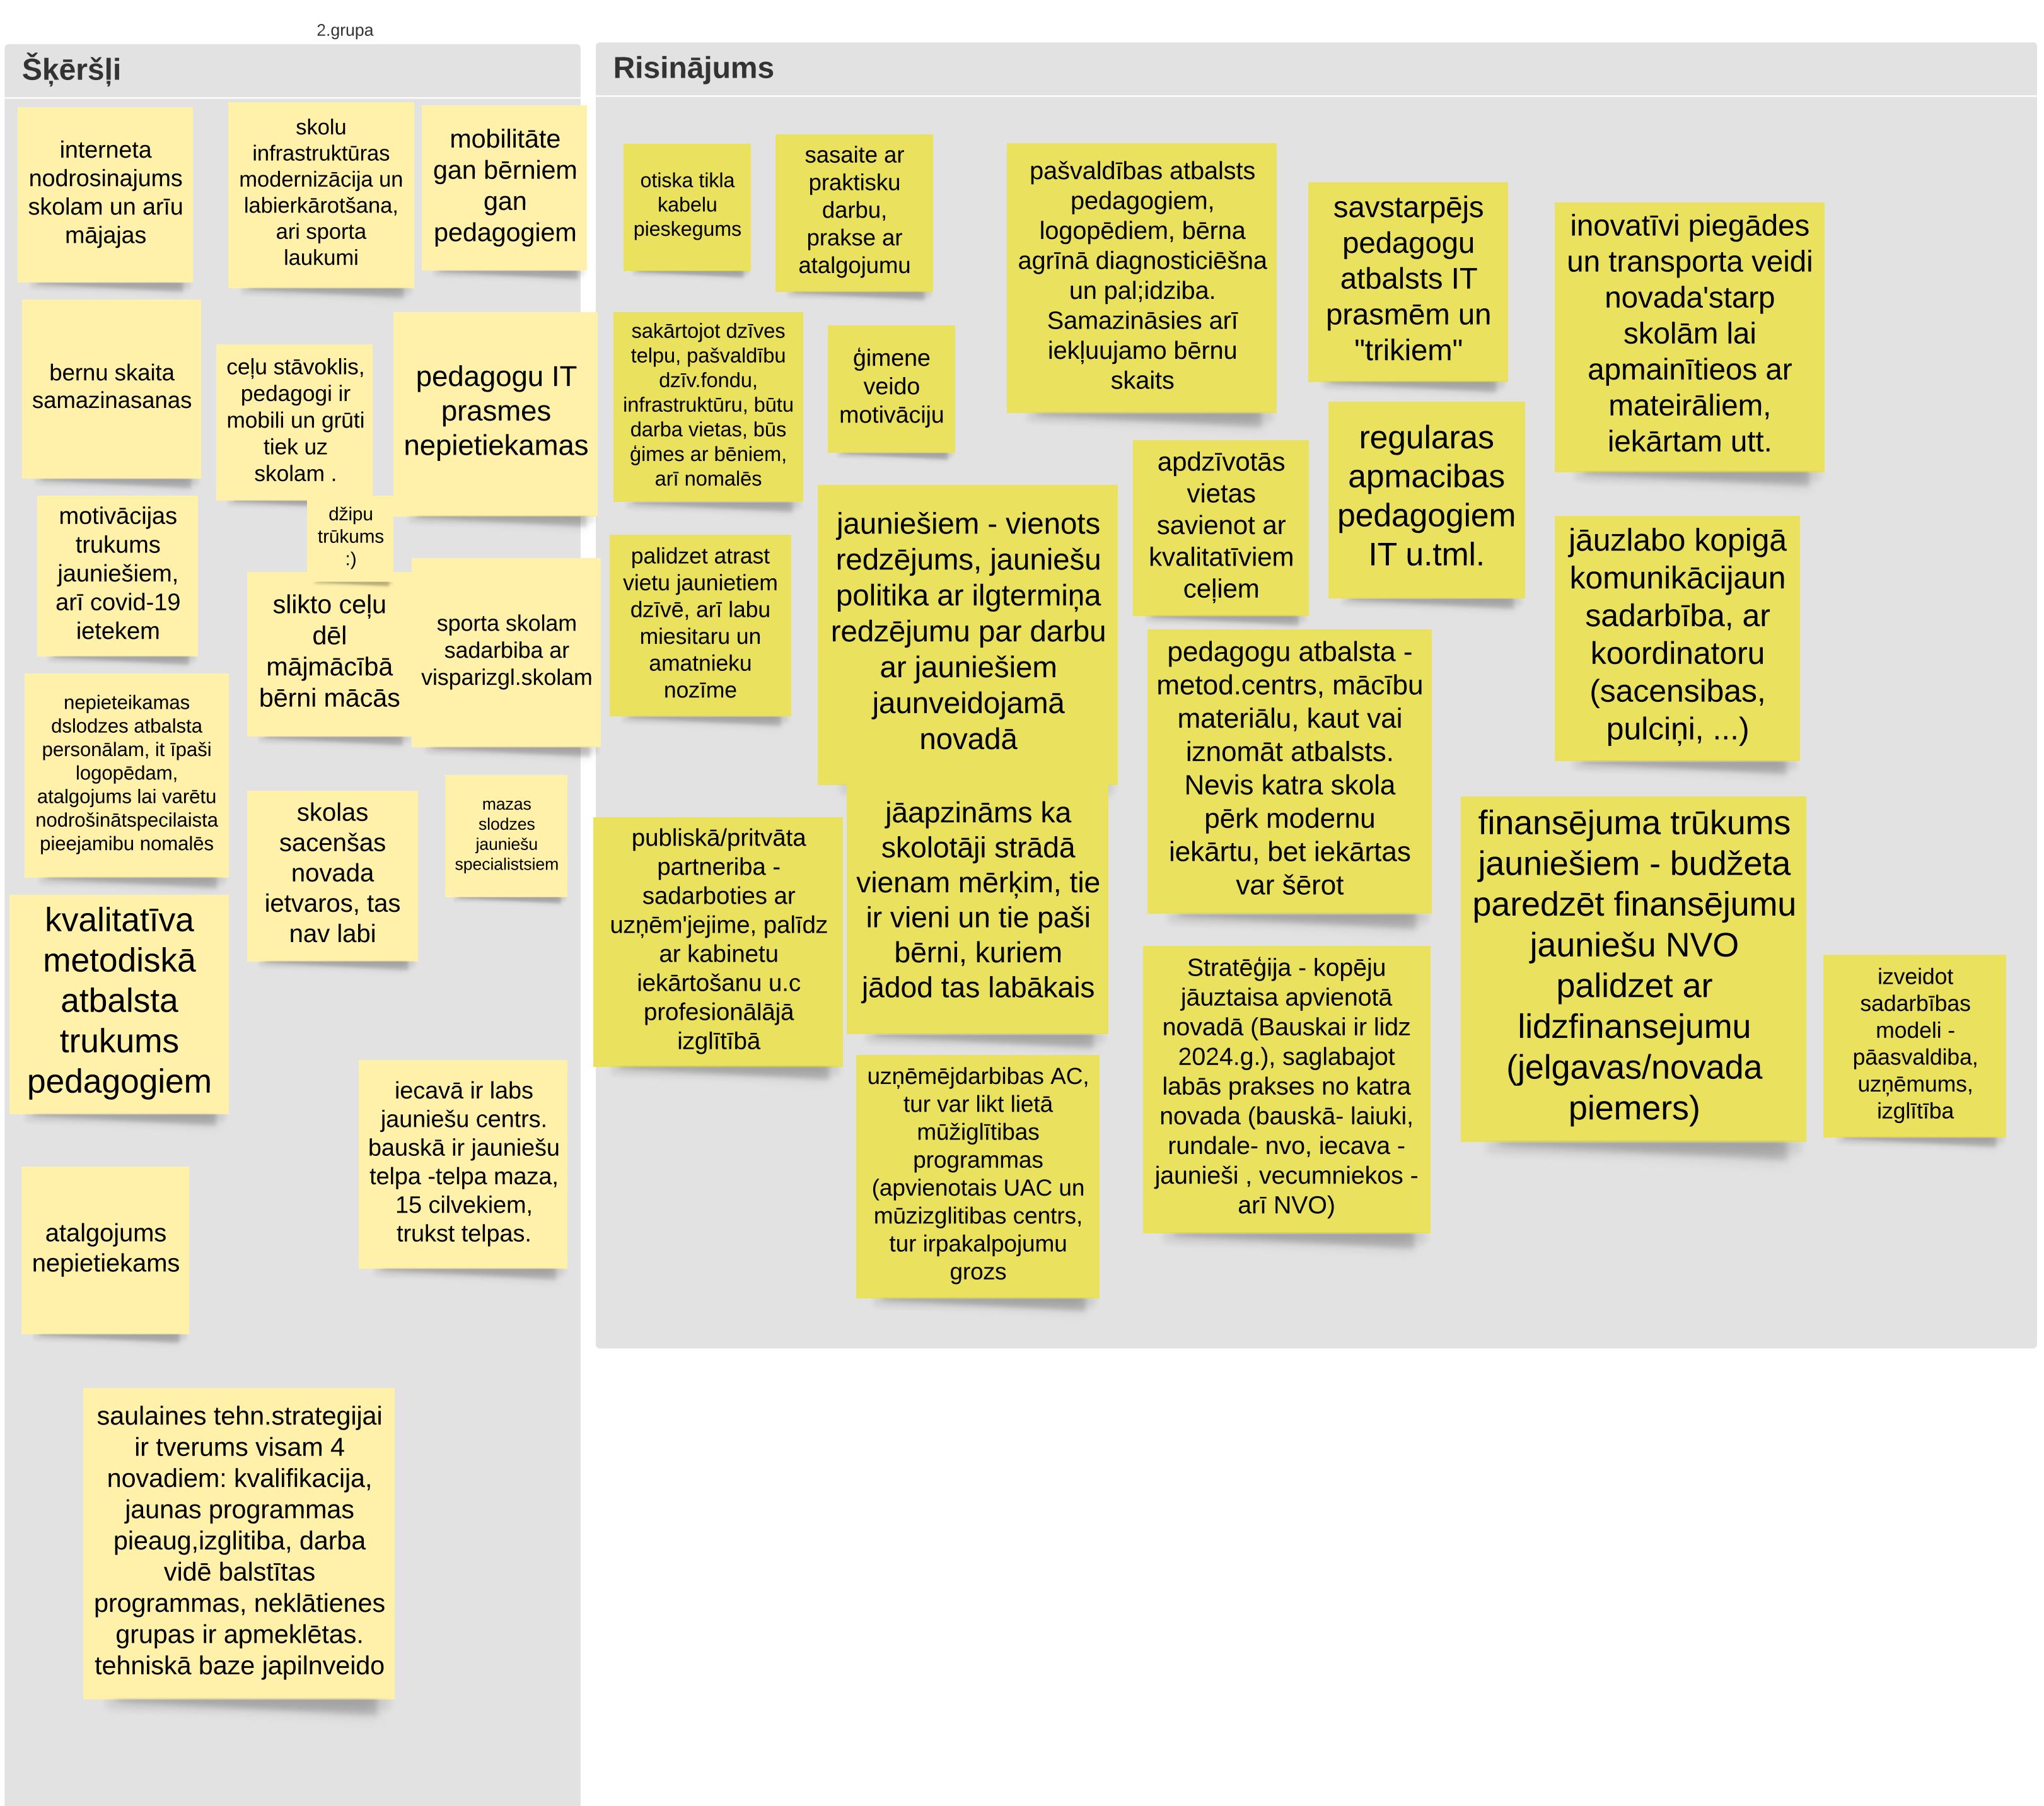 2.grupa
Šķēršļi
interneta
nodrosinajums
skolam un arīu
mājajas
skolu
infrastruktūras
modernizācija un
labierkārotšana,
ari sporta
laukumi
mobilitāte
gan bērniem
gan
pedagogiem
bernu skaita
samazinasanas
ceļu stāvoklis,
pedagogi ir
mobili un grūti
tiek uz
skolam .
pedagogu IT
prasmes
nepietiekamas
motivācijas
trukums
jauniešiem,
arī covid-19
ietekem
džipu
trūkums
:)
slikto ceļu
dēl
mājmācībā
bērni mācās
sporta skolam
sadarbiba ar
visparizgl.skolam
nepieteikamas
dslodzes atbalsta
personālam, it īpaši
logopēdam,
atalgojums lai varētu
nodrošinātspecilaista
pieejamibu nomalēs
skolas
sacenšas
novada
ietvaros, tas
nav labi
mazas
slodzes
jauniešu
specialistsiem
kvalitatīva
metodiskā
atbalsta
trukums
pedagogiem
iecavā ir labs
jauniešu centrs.
bauskā ir jauniešu
telpa -telpa maza,
15 cilvekiem,
trukst telpas.
atalgojums
nepietiekams
saulaines tehn.strategijai
ir tverums visam 4
novadiem: kvalifikacija,
jaunas programmas
pieaug,izglitiba, darba
vidē balstītas
programmas, neklātienes
grupas ir apmeklētas.
tehniskā baze japilnveido
Risinājums
otiska tikla
kabelu
pieskegums
sasaite ar
praktisku
darbu,
prakse ar
atalgojumu
pašvaldības atbalsts
pedagogiem,
logopēdiem, bērna
agrīnā diagnosticiēšna
un pal;idziba.
Samazināsies arī
iekļuujamo bērnu
skaits
savstarpējs
pedagogu
atbalsts IT
prasmēm un
"trikiem"
inovatīvi piegādes
un transporta veidi
novada'starp
skolām lai
apmainītieos ar
mateirāliem,
iekārtam utt.
sakārtojot dzīves
telpu, pašvaldību
dzīv.fondu,
infrastruktūru, būtu
darba vietas, būs
ģimes ar bēniem,
arī nomalēs
ģimene
veido
motivāciju
apdzīvotās
vietas
savienot ar
kvalitatīviem
ceļiem
regularas
apmacibas
pedagogiem
IT u.tml.
palidzet atrast
vietu jaunietiem
dzīvē, arī labu
miesitaru un
amatnieku
nozīme
jauniešiem - vienots
redzējums, jauniešu
politika ar ilgtermiņa
redzējumu par darbu
ar jauniešiem
jaunveidojamā
novadā
jāuzlabo kopigā
komunikācijaun
sadarbība, ar
koordinatoru
(sacensibas,
pulciņi, ...)
pedagogu atbalsta -
metod.centrs, mācību
materiālu, kaut vai
iznomāt atbalsts.
Nevis katra skola
pērk modernu
iekārtu, bet iekārtas
var šērot
publiskā/pritvāta
partneriba -
sadarboties ar
uzņēm'jejime, palīdz
ar kabinetu
iekārtošanu u.c
profesionālājā
izglītībā
jāapzināms ka
skolotāji strādā
vienam mērķim, tie
ir vieni un tie paši
bērni, kuriem
jādod tas labākais
finansējuma trūkums
jauniešiem - budžeta
paredzēt finansējumu
jauniešu NVO
palidzet ar
lidzfinansejumu
(jelgavas/novada
piemers)
Stratēģija - kopēju
jāuztaisa apvienotā
novadā (Bauskai ir lidz
2024.g.), saglabajot
labās prakses no katra
novada (bauskā- laiuki,
rundale- nvo, iecava -
jaunieši , vecumniekos -
arī NVO)
izveidot
sadarbības
modeli -
pāasvaldiba,
uzņēmums,
izglītība
uzņēmējdarbibas AC,
tur var likt lietā
mūžiglītibas
programmas
(apvienotais UAC un
mūzizglitibas centrs,
tur irpakalpojumu
grozs